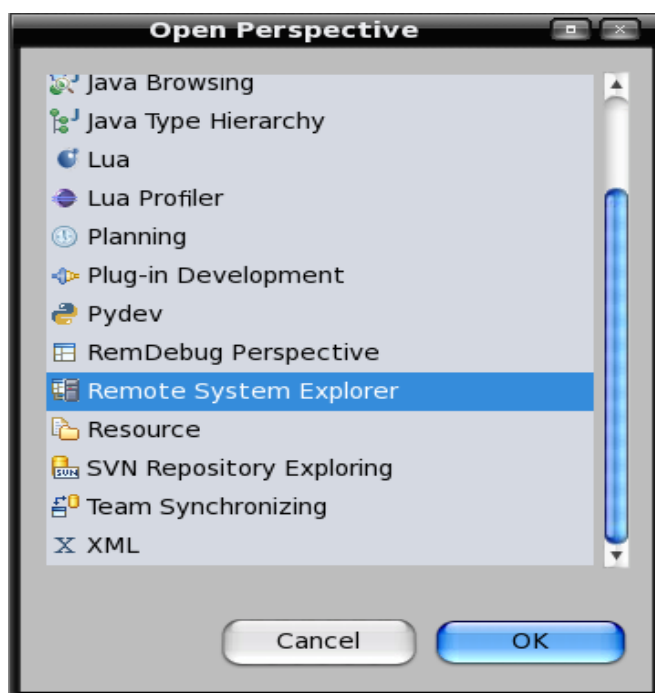 Open Perspective
Java Browsing
Java Type Hierarchy
Lua
Lua Profiler
Planning
Plug-in Development
Pydev
RemDebug Perspective
Remote System Explorer
Resource
SVN Repository Exploring
Team Synchronizing
XML
Cancel OK